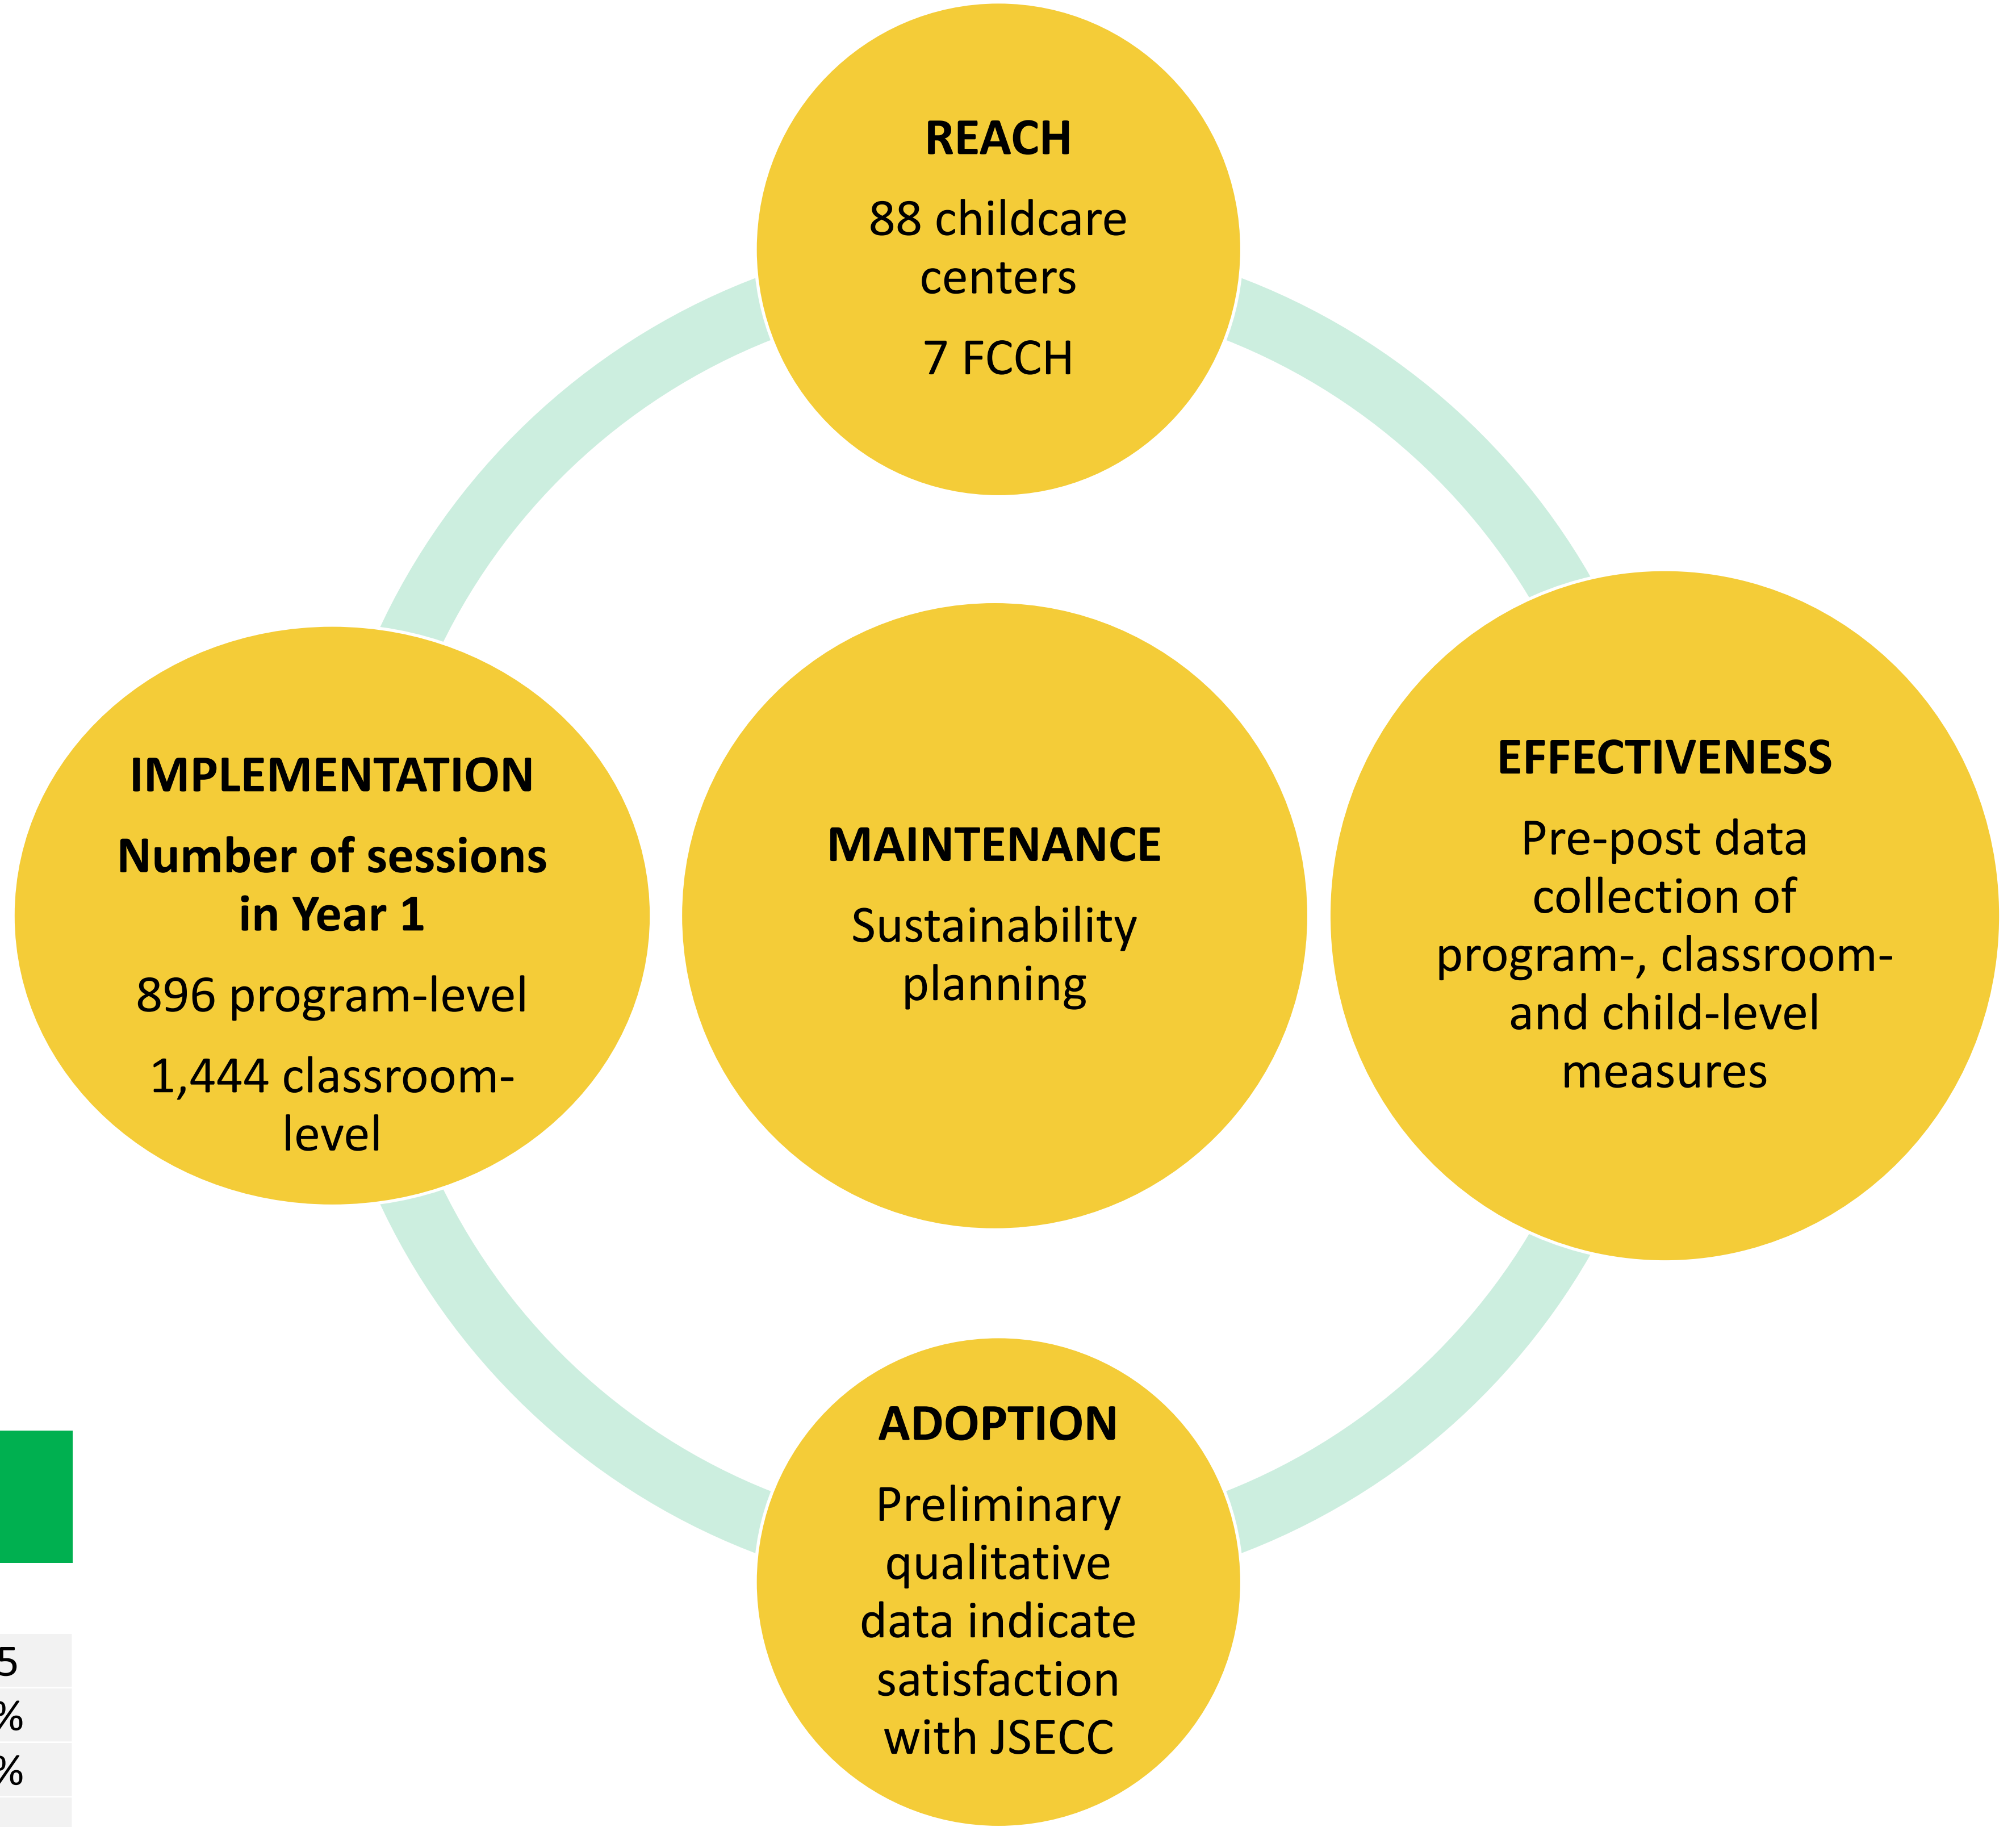 REACH
88 childcare
centers
7 FCCH
IMPLEMENTATION
Number of sessions
in Year 1
896 program-level
1,444 classroom-
level
MAINTENANCE
Sustainability
planning
EFFECTIVENESS
Pre-post data
collection of
program-, classroom-
and child-level
measures
ADOPTION
Preliminary
qualitative
data indicate
satisfaction
with JSECC
5
%
%